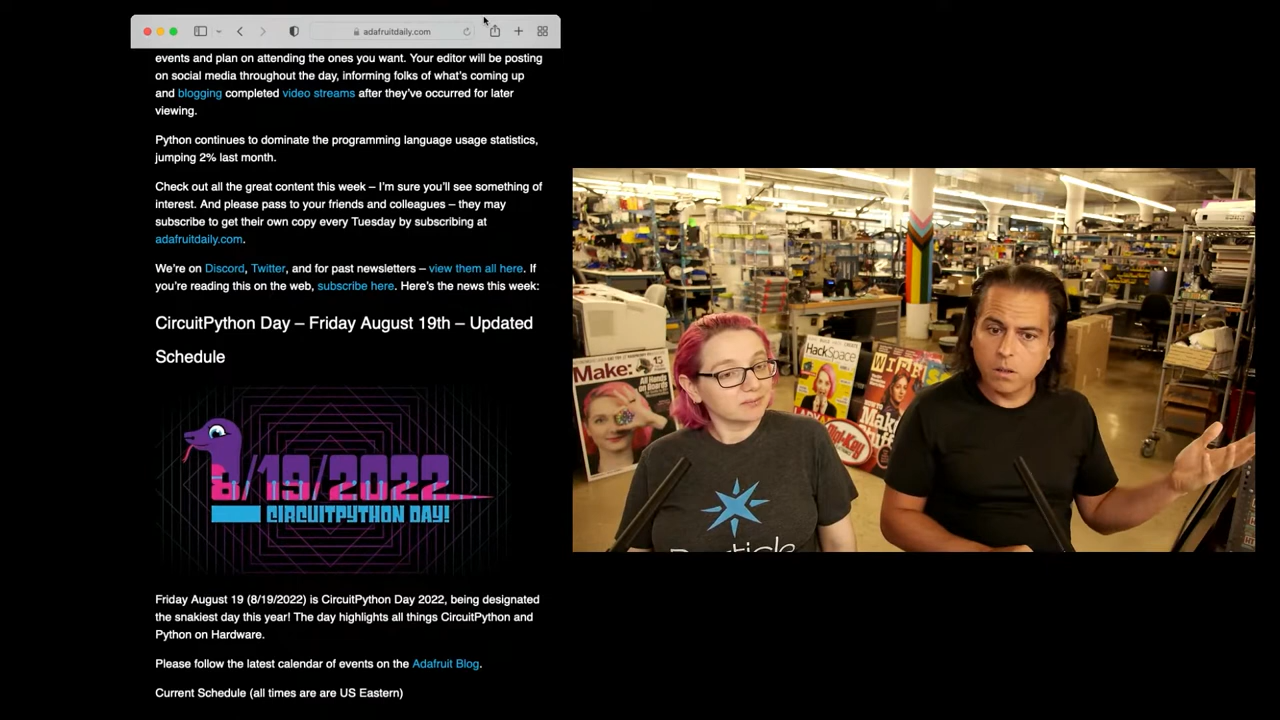 adafruitdaily.com
events and plan on attending the ones you want. Your editor will be posting
on social media throughout the day, informing folks of what's coming up
and blogging completed video streams after they've occurred for later
viewing.
Python continues to dominate the programming language usage statistics,
jumping 2% last month.
Check out all the great content this week – I'm sure you'll see something of
interest. And please pass to your friends and colleagues – they may
subscribe to get their own copy every Tuesday by subscribing at
adafruitdaily.com.
We're on Discord, Twitter, and for past newsletters – view them all here. If
you're reading this on the web, subscribe here. Here's the news this week:
CircuitPython Day – Friday August 19th – Updated
Schedule
8/19/2022
CIRCUITPYTHON DAY!
Friday August 19 (8/19/2022) is CircuitPython Day 2022, being designated
the snakiest day this year! The day highlights all things CircuitPython and
Python on Hardware.
Please follow the latest calendar of events on the Adafruit Blog.
Current Schedule (all times are are US Eastern)
Make:
All Hands
on Boards
HackSpace
WIRED
Digi-Key